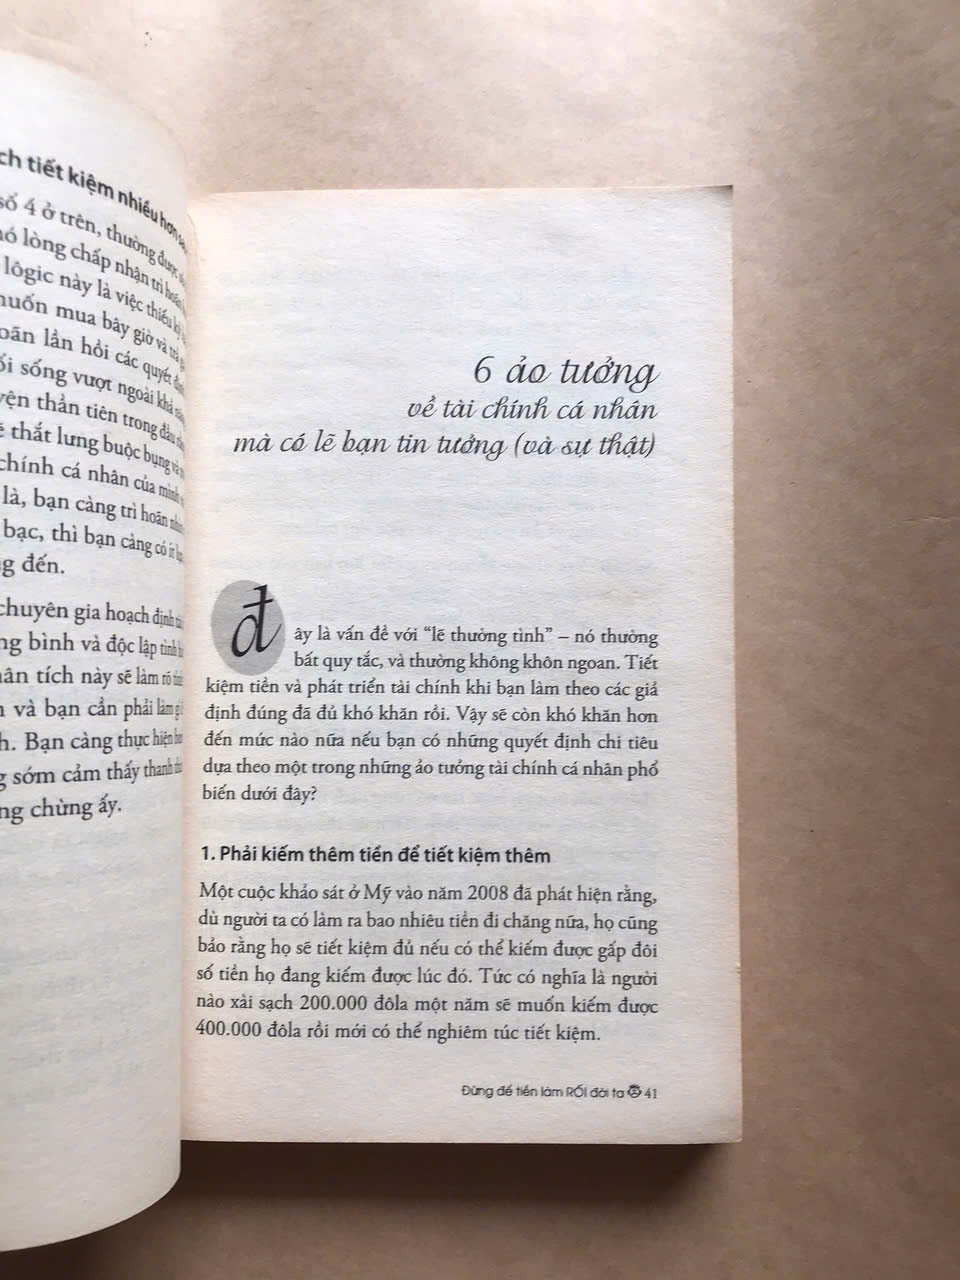 ch tiết kiệm nhiều hơn
số 4 ở trên, thường được
lòng chấp nhận trì hoãn
lôgic này là việc thiếu kỷ
muốn mua bây giờ và trả
lần hồi các quyết định
sống vượt ngoài khả năng
thần tiên trong đầu
thắt lưng buộc bụng và
chính cá nhân của mình
là, bạn càng trì hoãn
bạc, thì bạn càng có ít
đến.
chuyên gia hoạch định
bình và độc lập
tích này sẽ làm rõ
và bạn cần phải làm
Bạn càng thực hiện
sớm cảm thấy thanh
chừng ấy.
6 ảo tưởng
về tài chính cá nhân
mà có lẽ bạn tin tưởng (và sự thật)
đây là vấn đề với “lẽ thường tình” – nó thường
bất quy tắc, và thường không khôn ngoan. Tiết
kiệm tiền và phát triển tài chính khi bạn làm theo các giả
định đúng đã đủ khó khăn rồi. Vậy sẽ còn khó khăn hơn
đến mức nào nữa nếu bạn có những quyết định chi tiêu
dựa theo một trong những ảo tưởng tài chính cá nhân phổ
biến dưới đây?
1. Phải kiếm thêm tiền để tiết kiệm thêm
Một cuộc khảo sát ở Mỹ vào năm 2008 đã phát hiện rằng,
dù người ta có làm ra bao nhiêu tiền đi chăng nữa, họ cũng
bảo rằng họ sẽ tiết kiệm đủ nếu có thể kiếm được gấp đôi
số tiền họ đang kiếm được lúc đó. Tức có nghĩa là người
nào xài sạch 200.000 đôla một năm sẽ muốn kiếm được
400.000 đôla rồi mới có thể nghiêm túc tiết kiệm.
Đừng để tiền làm RỐI đời ta 41